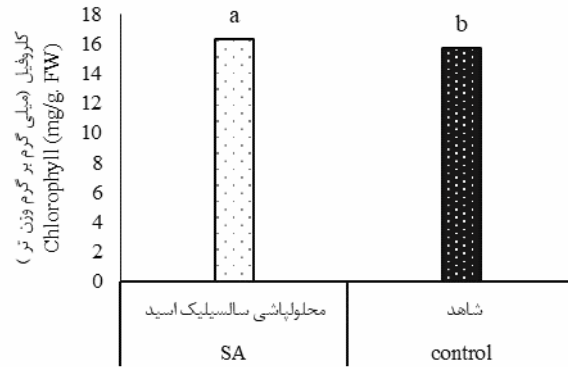 کلروفیل (میلی گرم بر گرم وزن تر)
Chlorophyll (mg/g. FW)
18
16
14
12
10
8
6
4
2
0
a
b
محلولپاشی سالسیلیک اسید
شاهد
SA
control